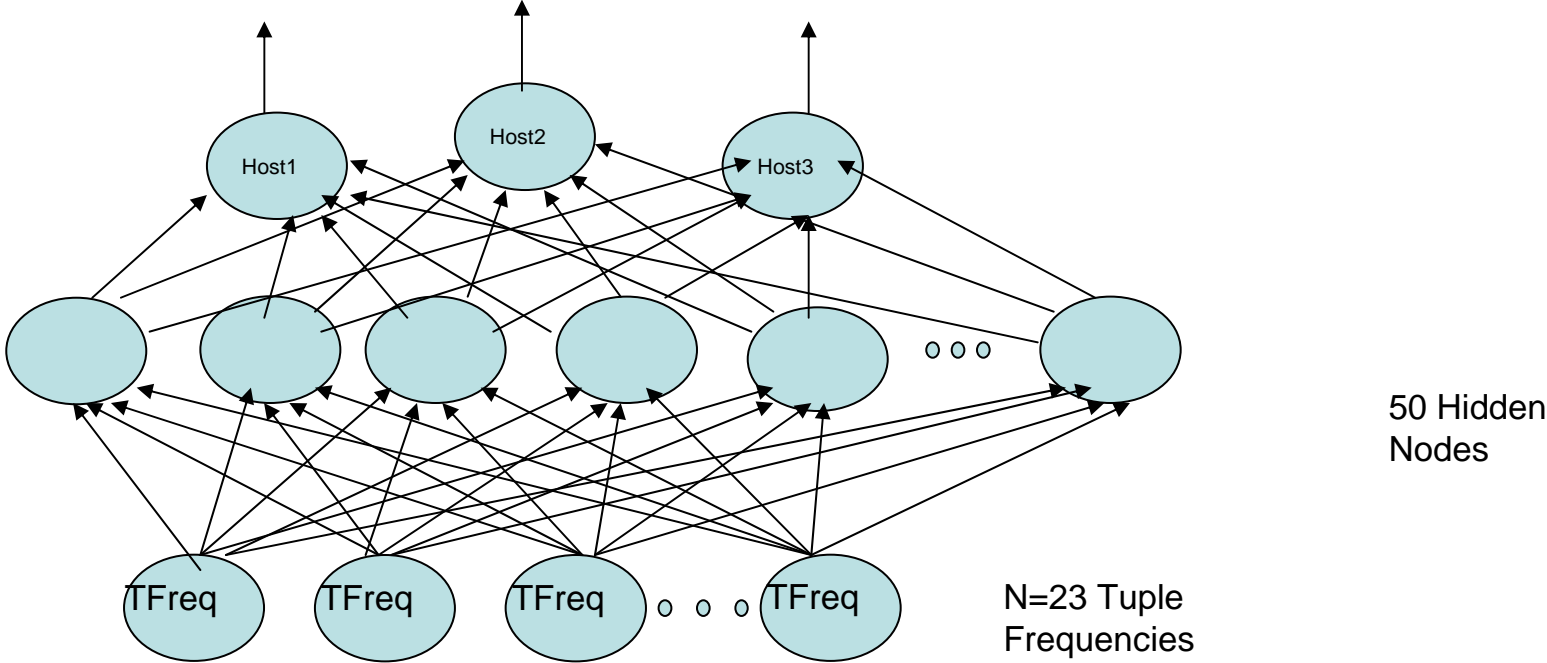 Host1
Host2
Host3
50 Hidden
Nodes
TFreq
TFreq
TFreq
TFreq
N=23 Tuple
Frequencies